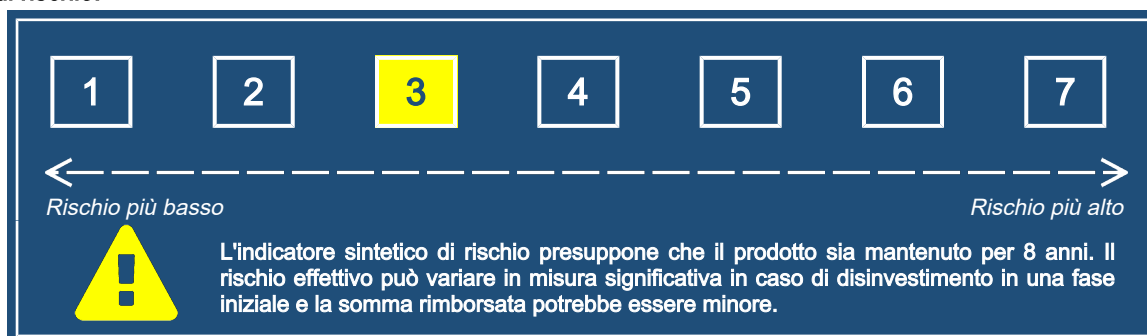 1 2 3 4 5 6 7
Rischio più basso Rischio più alto
L'indicatore sintetico di rischio presuppone che il prodotto sia mantenuto per 8 anni. Il
rischio effettivo può variare in misura significativa in caso di disinvestimento in una fase
iniziale e la somma rimborsata potrebbe essere minore.